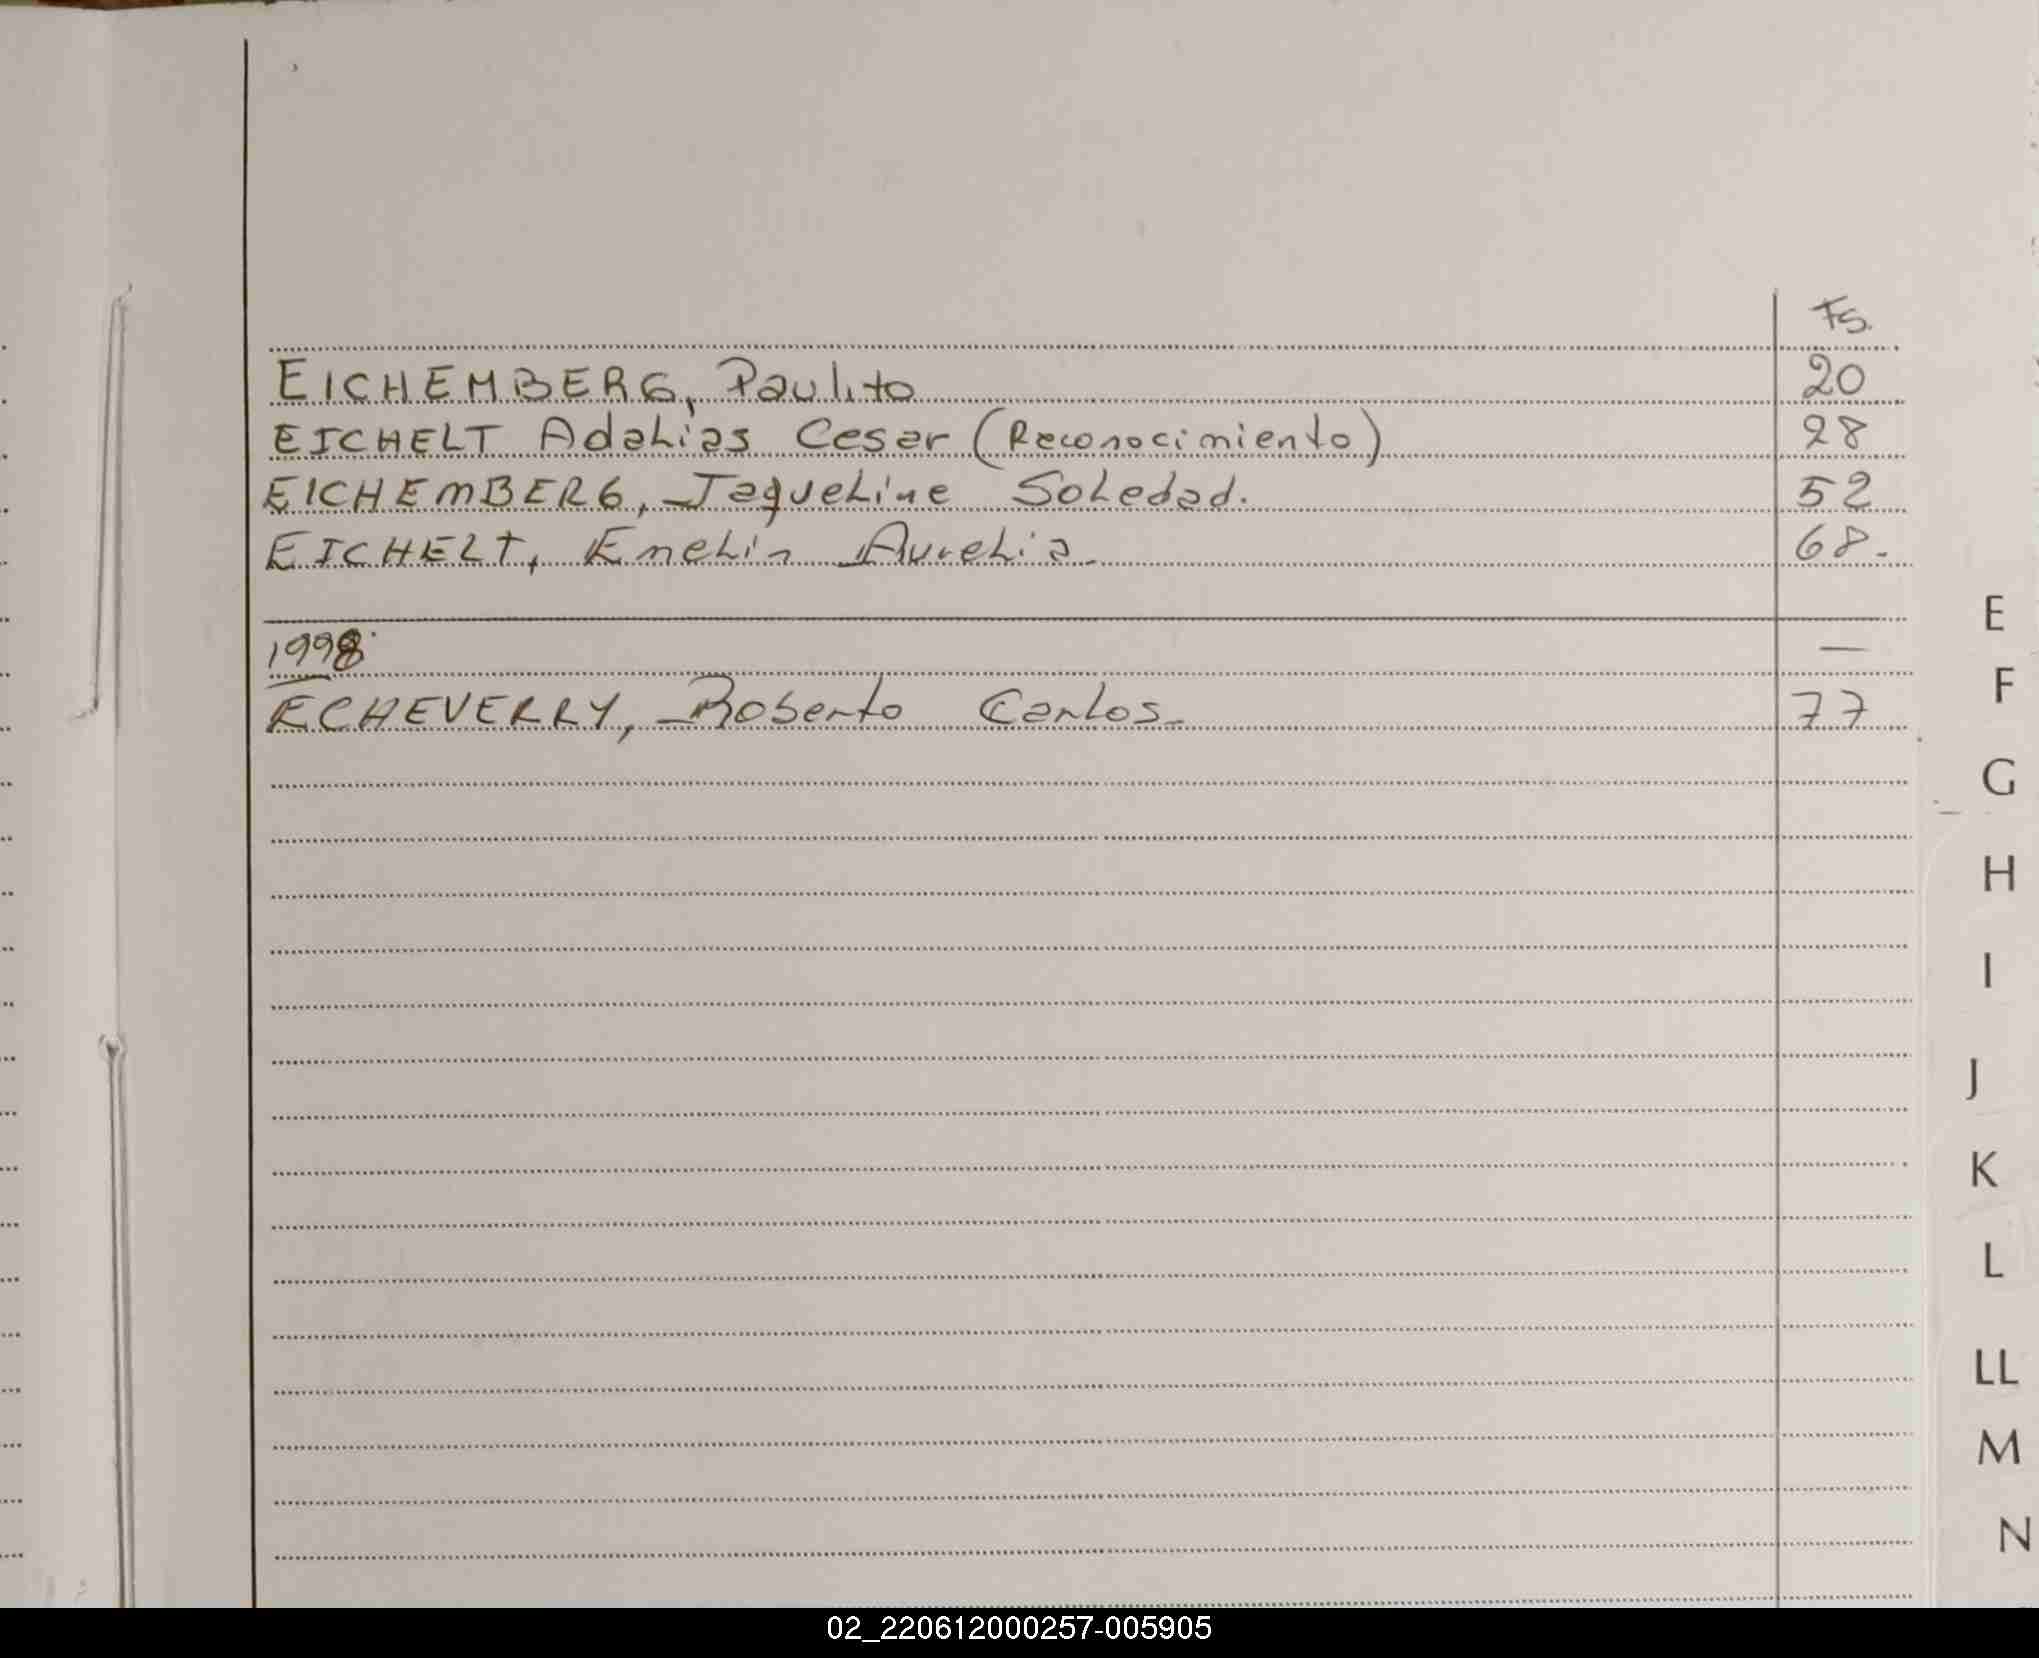 Fs.
EICHEMBERG, Paulito 20
EICHELT Adalias Cesar (Reconocimiento) 28
EICHEMBERG, Jaqueline Soledad. 52
EICHELT, Enelin Aurelia 68.
1998 —
ECHEVERRY, Roberto Carlos 77
E
F
G
H
I
J
K
L
LL
M
N
02_220612000257-005905